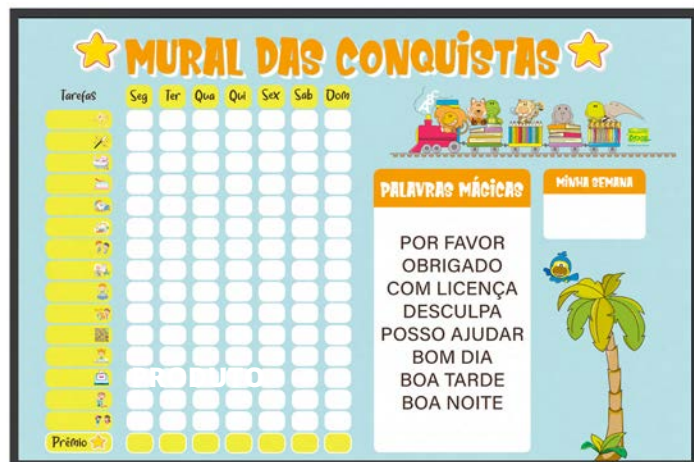 MURAL DAS CONQUISTAS
Tarefas Seg Ter Qua Qui Sex Sab Dom
ABC
PALAVRAS MÁGICAS
MINHA SEMANA
POR FAVOR
OBRIGADO
COM LICENÇA
DESCULPA
POSSO AJUDAR
BOM DIA
BOA TARDE
BOA NOITE
Prêmio